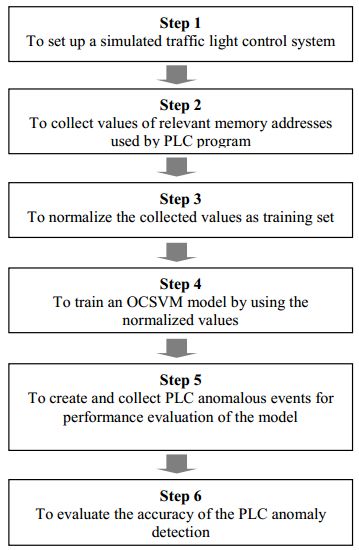 Step 1
To set up a simulated traffic light control system
Step 2
To collect values of relevant memory addresses
used by PLC program
Step 3
To normalize the collected values as training set
Step 4
To train an OCSVM model by using the
normalized values
Step 5
To create and collect PLC anomalous events for
performance evaluation of the model
Step 6
To evaluate the accuracy of the PLC anomaly
detection